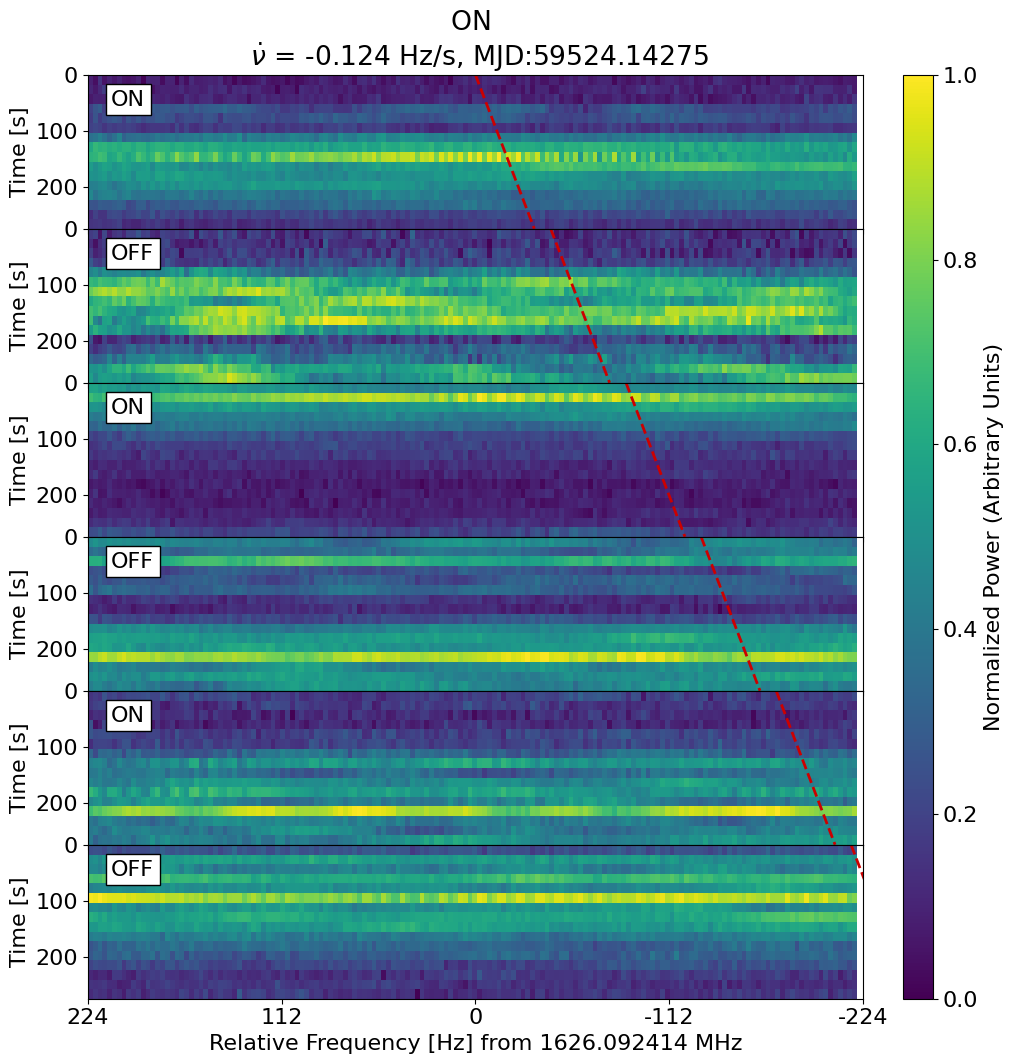 ON
ν̇ = -0.124 Hz/s, MJD:59524.14275
0
ON
100
200
Time [s]
0
OFF
100
200
Time [s]
0
ON
100
200
Time [s]
0
OFF
100
200
Time [s]
0
ON
100
200
Time [s]
0
OFF
100
200
Time [s]
224 112 0 -112 -224
Relative Frequency [Hz] from 1626.092414 MHz
1.0
0.8
0.6
0.4
0.2
0.0
Normalized Power (Arbitrary Units)